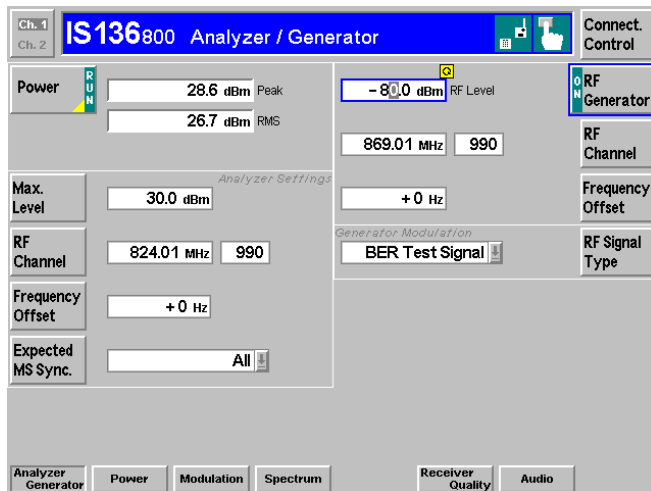 Ch. 1
Ch. 2
IS136800 Analyzer / Generator
Connect.
Control
Power
RUN
28.6 dBm Peak
26.7 dBm RMS
-80.0 dBm RF Level
869.01 MHz 990
+0 Hz
ON
RF
Generator
RF
Channel
Frequency
Offset
Analyzer Settings
Max.
Level
30.0 dBm
RF
Channel
824.01 MHz 990
Frequency
Offset
+0 Hz
Expected
MS Sync.
All
Generator Modulation
BER Test Signal
RF Signal
Type
Analyzer
Generator
Power
Modulation
Spectrum
Receiver
Quality
Audio